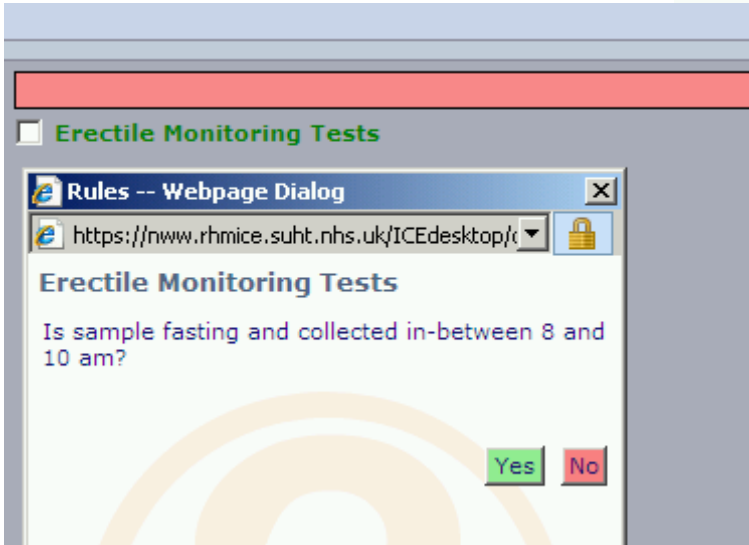 Erectile Monitoring Tests
Rules -- Webpage Dialog
https://nww.rhmice.suht.nhs.uk/ICEdesktop/
Erectile Monitoring Tests
Is sample fasting and collected in-between 8 and
10 am?
Yes No